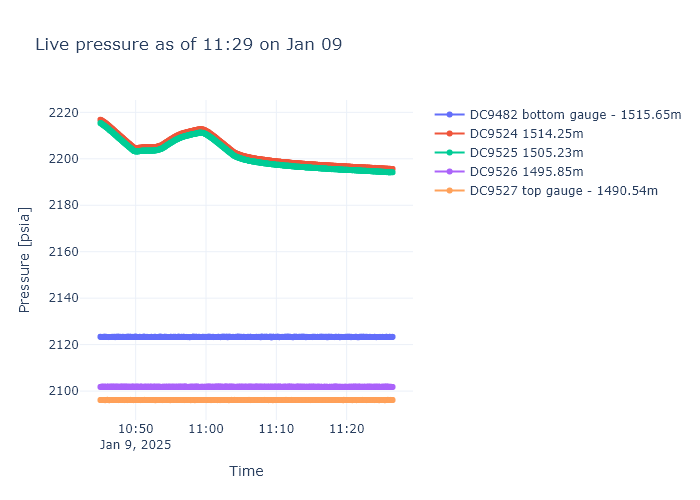 Live pressure as of 11:29 on Jan 09
DC9482 bottom gauge - 1515.65m
DC9524 1514.25m
DC9525 1505.23m
DC9526 1495.85m
DC9527 top gauge - 1490.54m
Pressure [psia]
2220
2200
2180
2160
2140
2120
2100
10:50
11:00
11:10
11:20
Jan 9, 2025
Time